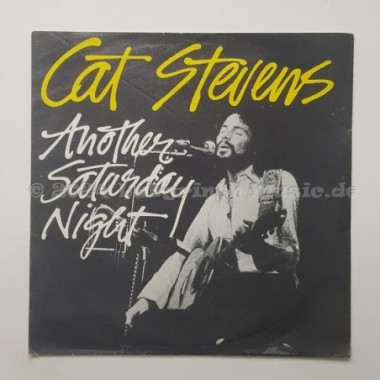 Cat Stevens
Another
Saturday
Night